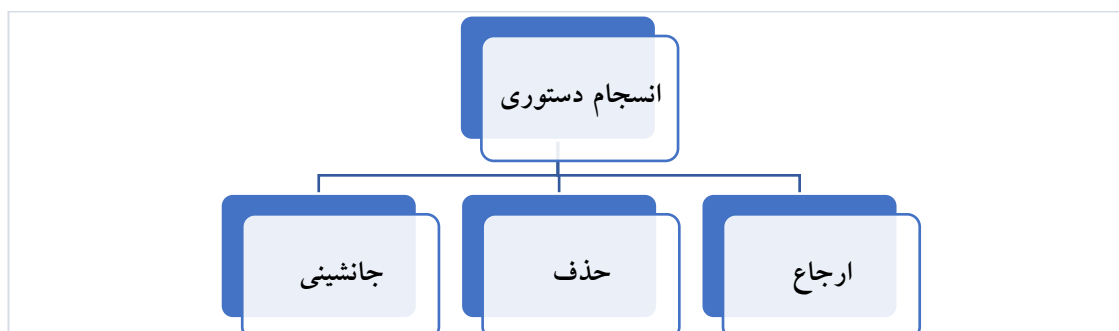 انسجام دستوری
ارجاع
حذف
جانشینی